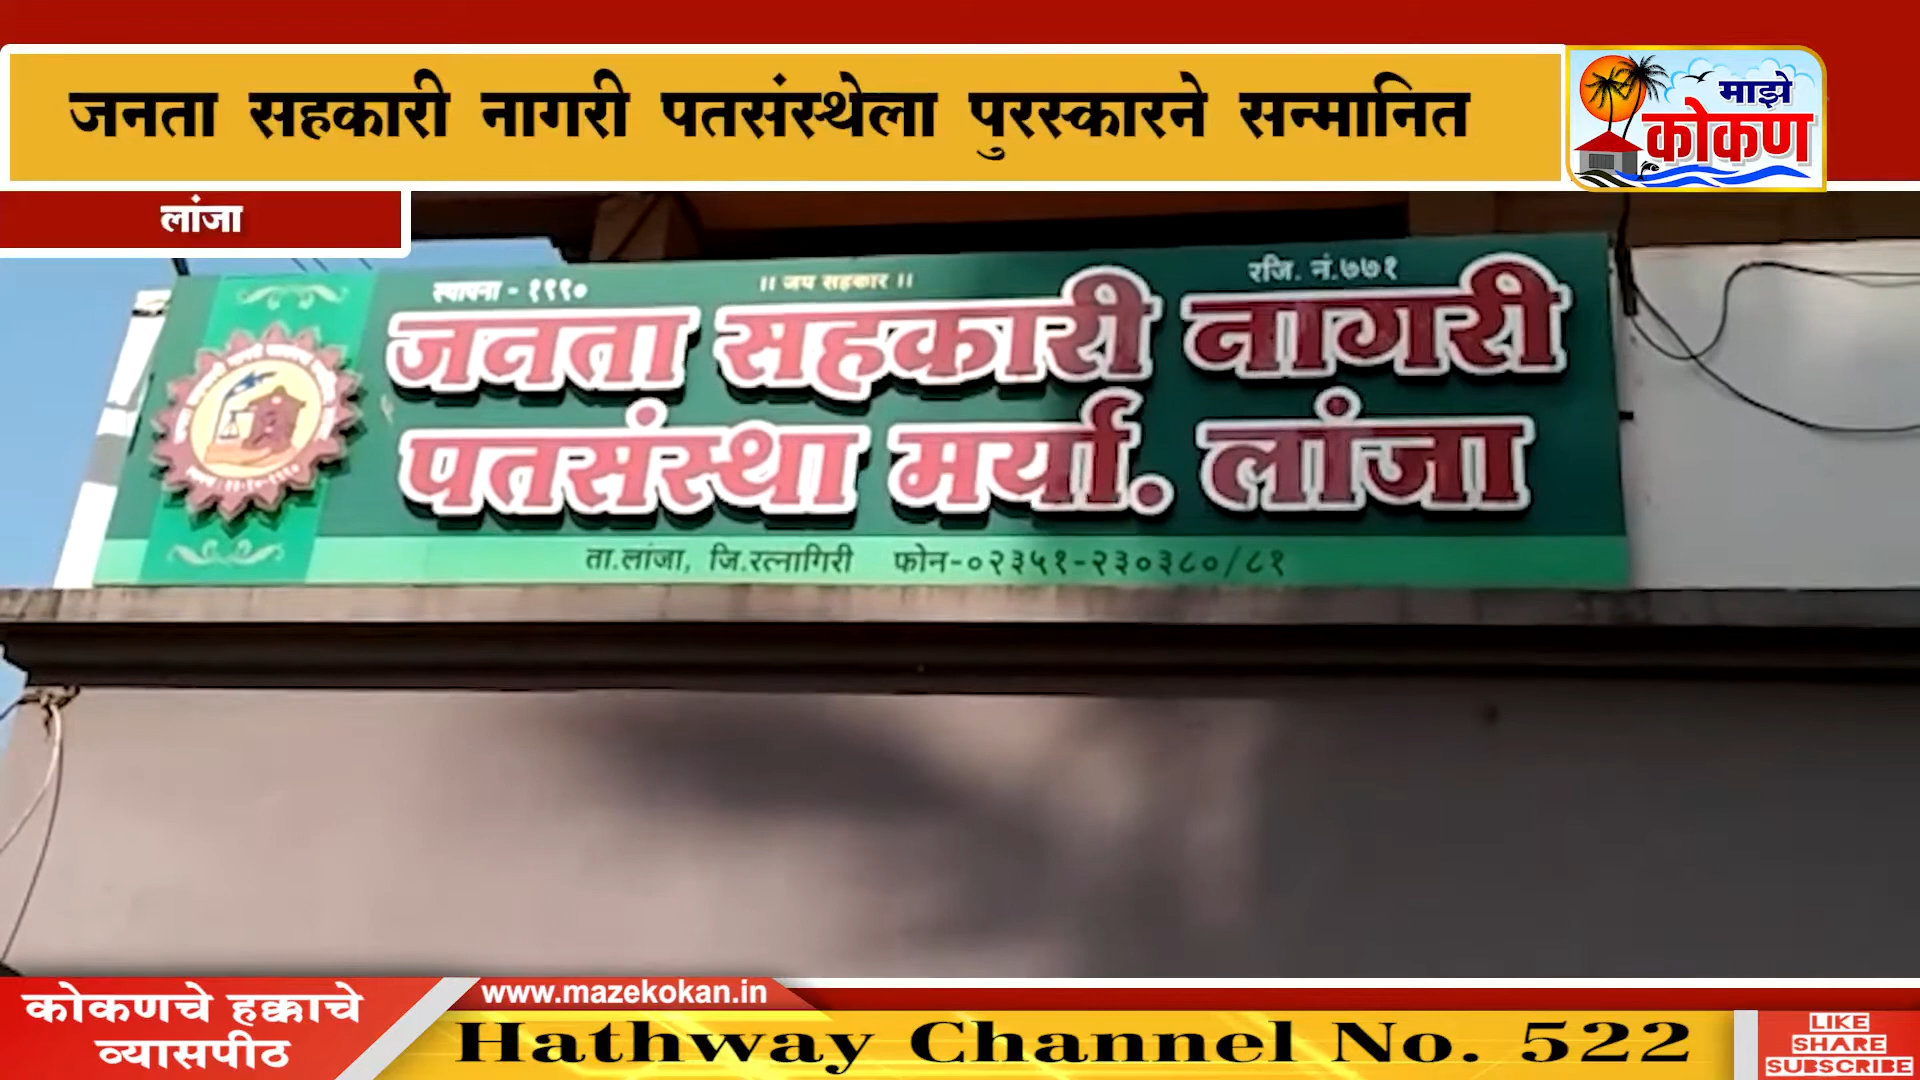 जनता सहकारी नागरी पतसंस्थेला पुरस्कारने सन्मानित
माझे
कोकण
लांजा
स्थापना - १९९०
॥ जय सहकार ॥
रजि. नं.७७१
जनता सहकारी नागरी
पतसंस्था मर्या. लांजा
ता.लांजा, जि.रत्नागिरी फोन-०२३५१-२३०३८०/८१
कोकणचे हक्काचे
व्यासपीठ
www.mazekokan.in
Hathway Channel No. 522
LIKE
SHARE
SUBSCRIBE